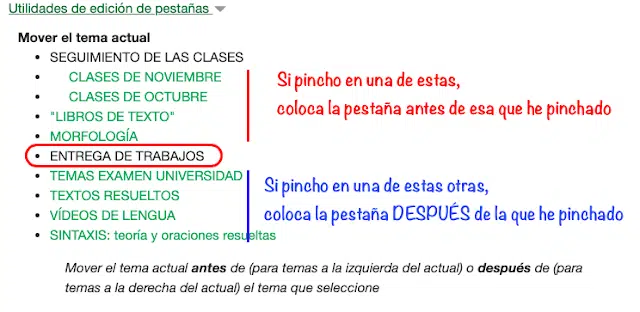 Utilidades de edición de pestañas
Mover el tema actual
SEGUIMIENTO DE LAS CLASES
CLASES DE NOVIEMBRE
CLASES DE OCTUBRE
"LIBROS DE TEXTO"
MORFOLOGÍA
Si pincho en una de estas,
coloca la pestaña antes de esa que he pinchado
ENTREGA DE TRABAJOS
TEMAS EXAMEN UNIVERSIDAD
TEXTOS RESUELTOS
VÍDEOS DE LENGUA
SINTAXIS: teoría y oraciones resueltas
Si pincho en una de estas otras,
coloca la pestaña DESPUÉS de la que he pinchado
Mover el tema actual antes de (para temas a la izquierda del actual) o después de (para
temas a la derecha del actual) el tema que seleccione